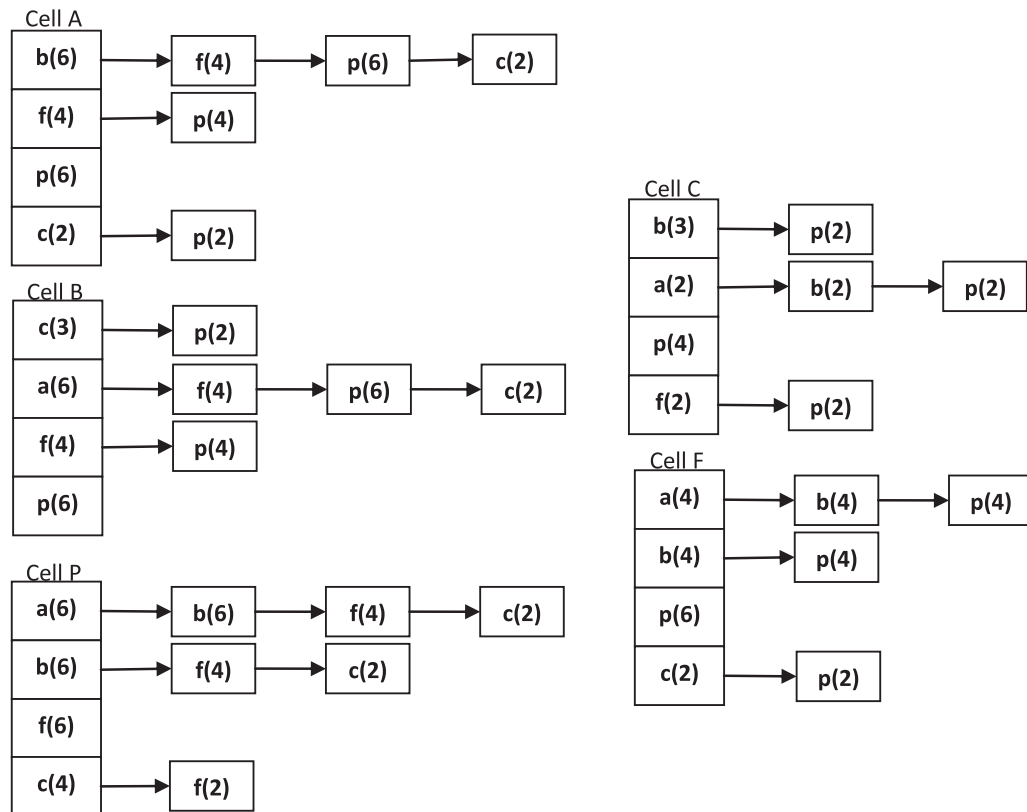 Cell A
b(6) f(4) p(6) c(2)
f(4) p(4)
p(6)
c(2) p(2)
Cell B
c(3) p(2)
a(6) f(4) p(6) c(2)
f(4) p(4)
p(6)
Cell P
a(6) b(6) f(4) c(2)
b(6) f(4) c(2)
f(6)
c(4) f(2)
Cell C
b(3) p(2)
a(2) b(2) p(2)
p(4)
f(2) p(2)
Cell F
a(4) b(4) p(4)
b(4) p(4)
p(6)
c(2) p(2)